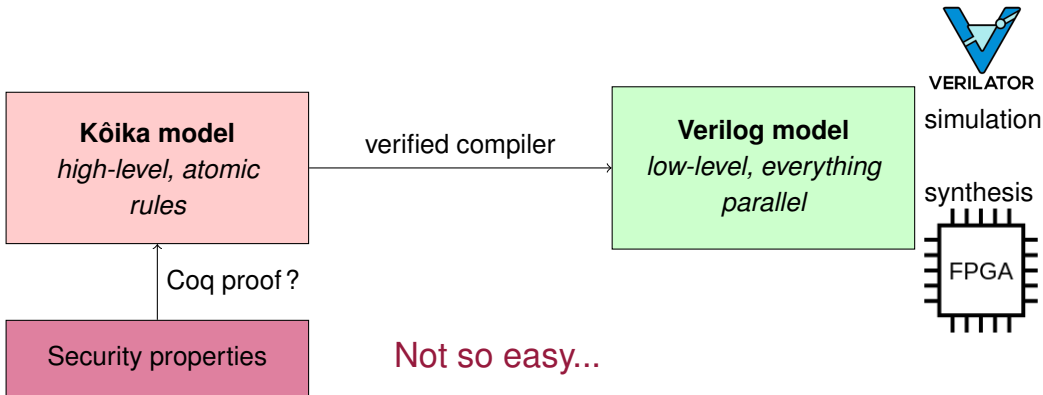 VERILATOR
simulation
Kôika model
high-level, atomic
rules
verified compiler
Verilog model
low-level, everything
parallel
synthesis
FPGA
Coq proof ?
Security properties
Not so easy...